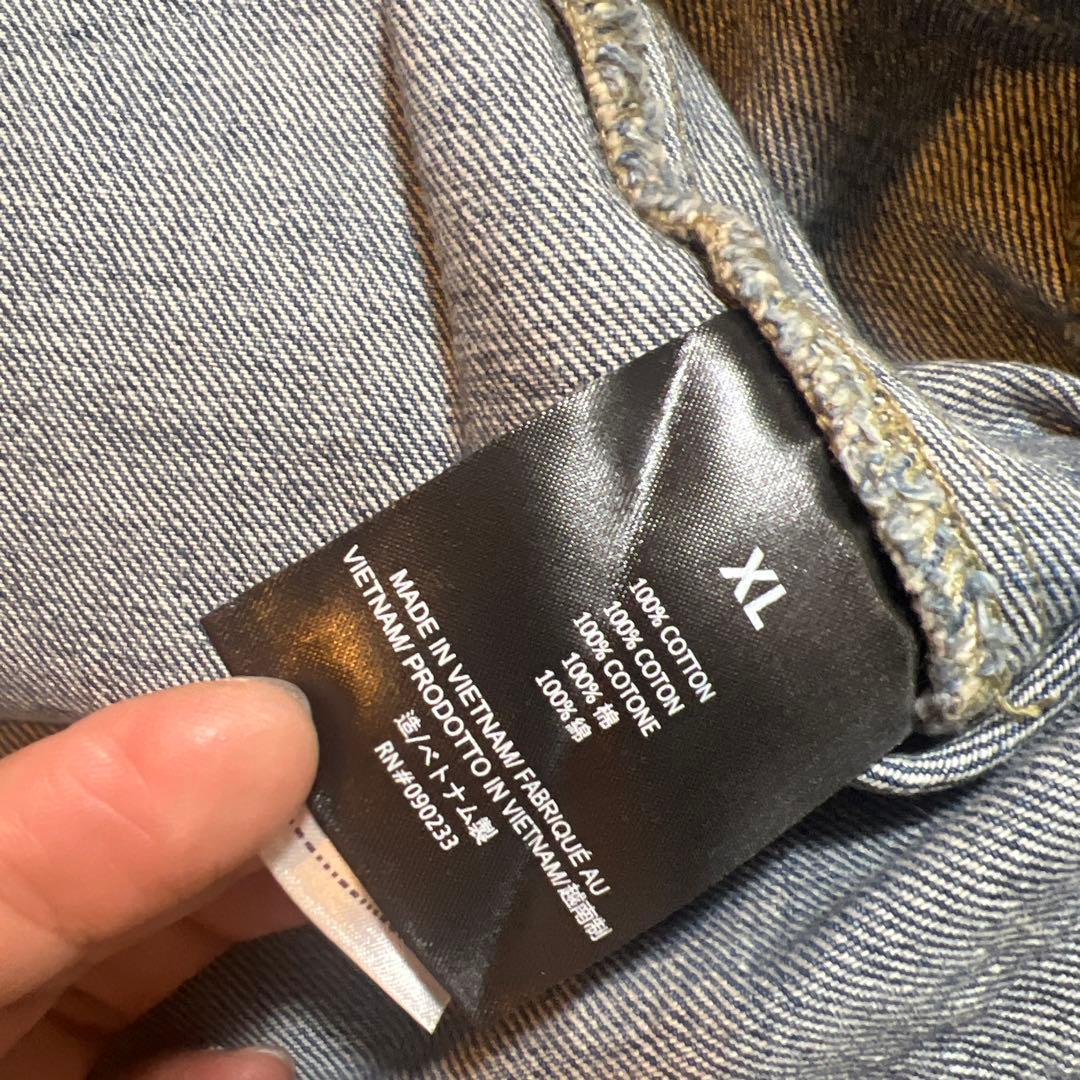 XL
100% COTTON
100% COTON
100% COTONE
100% 棉
100% 綿
MADE IN VIETNAM/ FABRIQUÉ AU
VIETNAM/ PRODOTTO IN VIETNAM/越南制
造/ベトナム製
RN#090233